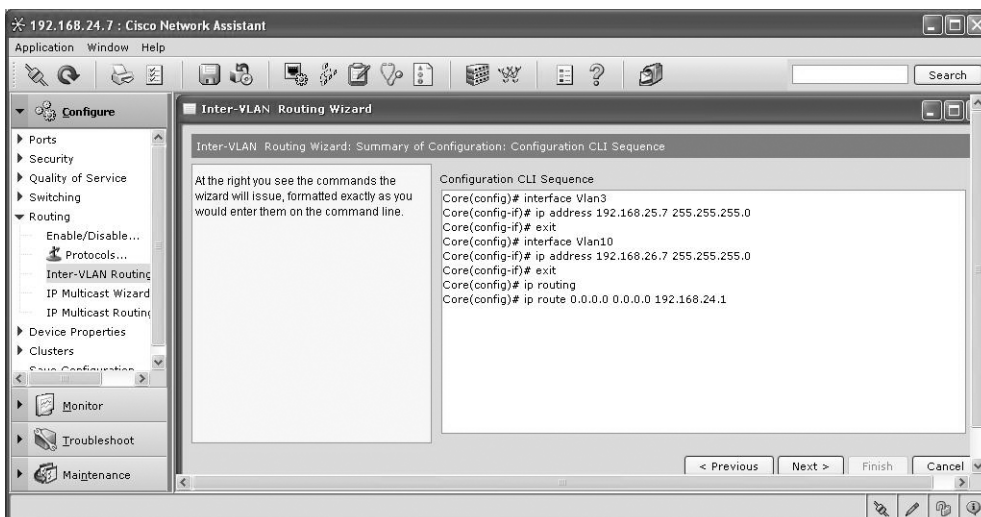 192.168.24.7 : Cisco Network Assistant
Application Window Help
Search
Configure
Ports
Security
Quality of Service
Switching
Routing
Enable/Disable...
Protocols...
Inter-VLAN Routing
IP Multicast Wizard
IP Multicast Routing
Device Properties
Clusters
Save Configuration
Monitor
Troubleshoot
Maintenance
Inter-VLAN Routing Wizard
Inter-VLAN Routing Wizard: Summary of Configuration: Configuration CLI Sequence
At the right you see the commands the
wizard will issue, formatted exactly as you
would enter them on the command line.
Configuration CLI Sequence
Core(config)# interface Vlan3
Core(config-if)# ip address 192.168.25.7 255.255.255.0
Core(config-if)# exit
Core(config)# interface Vlan10
Core(config-if)# ip address 192.168.26.7 255.255.255.0
Core(config-if)# exit
Core(config)# ip routing
Core(config)# ip route 0.0.0.0 0.0.0.0 192.168.24.1
< Previous Next > Finish Cancel